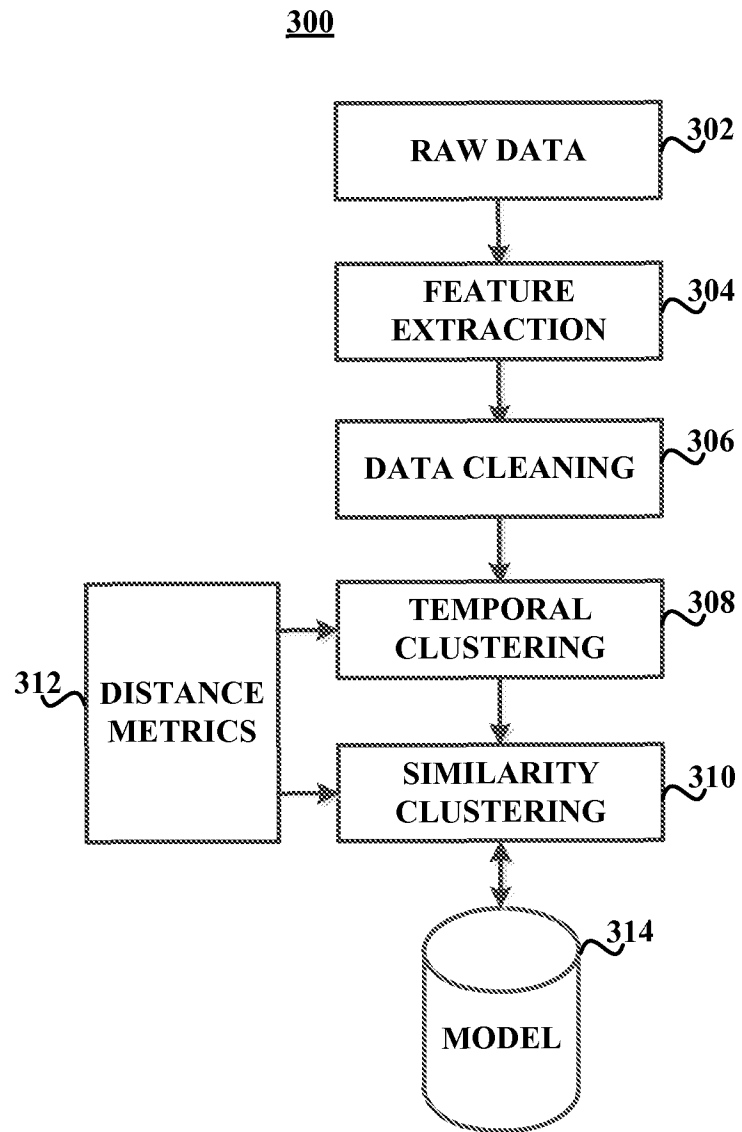 300
RAW DATA
302
FEATURE
EXTRACTION
304
DATA CLEANING
306
TEMPORAL
CLUSTERING
308
312
DISTANCE
METRICS
SIMILARITY
CLUSTERING
310
314
MODEL